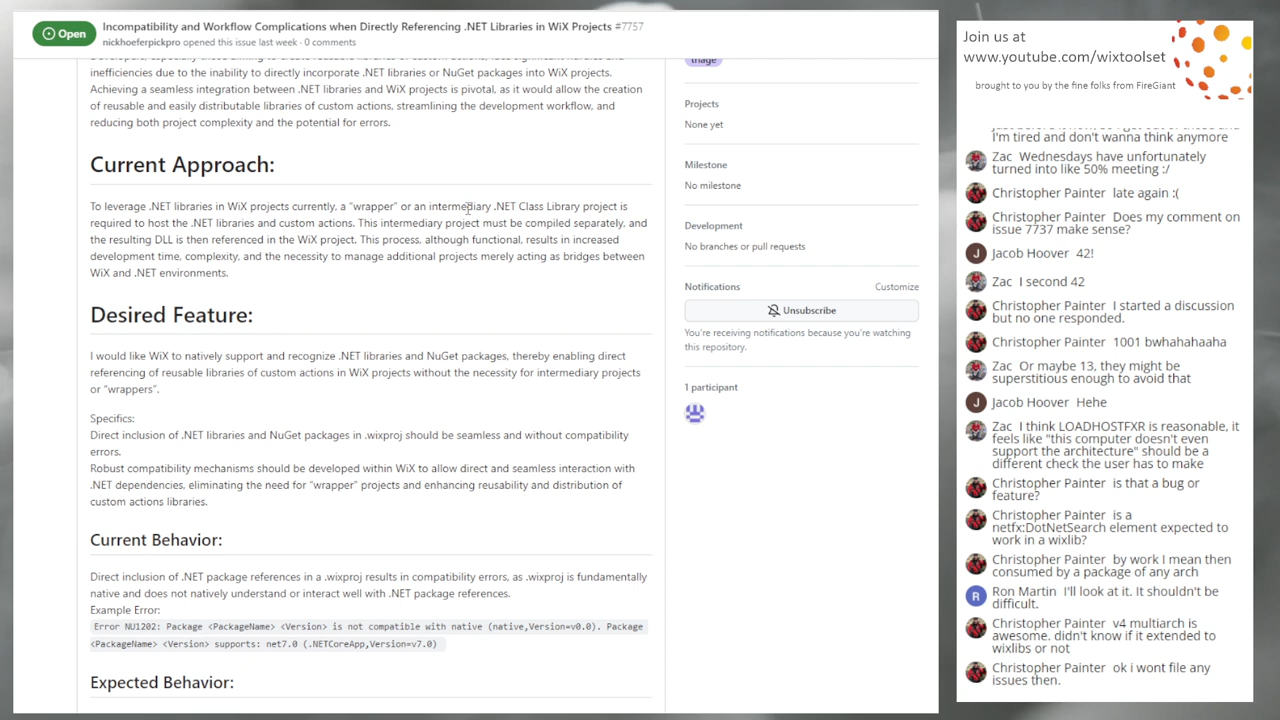 Open
Incompatibility and Workflow Complications when Directly Referencing .NET Libraries in WiX Projects #7757
nickhoeferpickpro opened this issue last week · 0 comments
inefficiencies due to the inability to directly incorporate .NET libraries or NuGet packages into WiX projects.
Achieving a seamless integration between .NET libraries and WiX projects is pivotal, as it would allow the creation
of reusable and easily distributable libraries of custom actions, streamlining the development workflow, and
reducing both project complexity and the potential for errors.
Current Approach:
To leverage .NET libraries in WiX projects currently, a "wrapper" or an intermediary .NET Class Library project is
required to host the .NET libraries and custom actions. This intermediary project must be compiled separately, and
the resulting DLL is then referenced in the WiX project. This process, although functional, results in increased
development time, complexity, and the necessity to manage additional projects merely acting as bridges between
WiX and .NET environments.
Desired Feature:
I would like WiX to natively support and recognize .NET libraries and NuGet packages, thereby enabling direct
referencing of reusable libraries of custom actions in WiX projects without the necessity for intermediary projects
or "wrappers".
Specifics:
Direct inclusion of .NET libraries and NuGet packages in .wixproj should be seamless and without compatibility
errors.
Robust compatibility mechanisms should be developed within WiX to allow direct and seamless interaction with
.NET dependencies, eliminating the need for "wrapper" projects and enhancing reusability and distribution of
custom actions libraries.
Current Behavior:
Direct inclusion of .NET package references in a .wixproj results in compatibility errors, as .wixproj is fundamentally
native and does not natively understand or interact well with .NET package references.
Example Error:
Error NU1202: Package <PackageName> <Version> is not compatible with native (native,Version=v0.0). Package
<PackageName> <Version> supports: net7.0 (.NETCoreApp,Version=v7.0)
Expected Behavior:
triage
Projects
None yet
Milestone
No milestone
Development
No branches or pull requests
Notifications
Customize
Unsubscribe
You're receiving notifications because you're watching
this repository.
1 participant
Join us at
www.youtube.com/wixtoolset
brought to you by the fine folks from FireGiant
I'm tired and don't wanna think anymore
Zac Wednesdays have unfortunately
turned into like 50% meeting :/
Christopher Painter late again :(
Christopher Painter Does my comment on
issue 7737 make sense?
J
Jacob Hoover 42!
Zac I second 42
Christopher Painter I started a discussion
but no one responded.
Christopher Painter 1001 bwhahahaaha
Zac Or maybe 13, they might be
superstitious enough to avoid that
J
Jacob Hoover Hehe
Zac I think LOADHOSTFXR is reasonable, it
feels like "this computer doesn't even
support the architecture" should be a
different check the user has to make
Christopher Painter is that a bug or
feature?
Christopher Painter is a
netfx:DotNetSearch element expected to
work in a wixlib?
Christopher Painter by work I mean then
consumed by a package of any arch
R
Ron Martin I'll look at it. It shouldn't be
difficult.
Christopher Painter v4 multiarch is
awesome. didn't know if it extended to
wixlibs or not
Christopher Painter ok i wont file any
issues then.